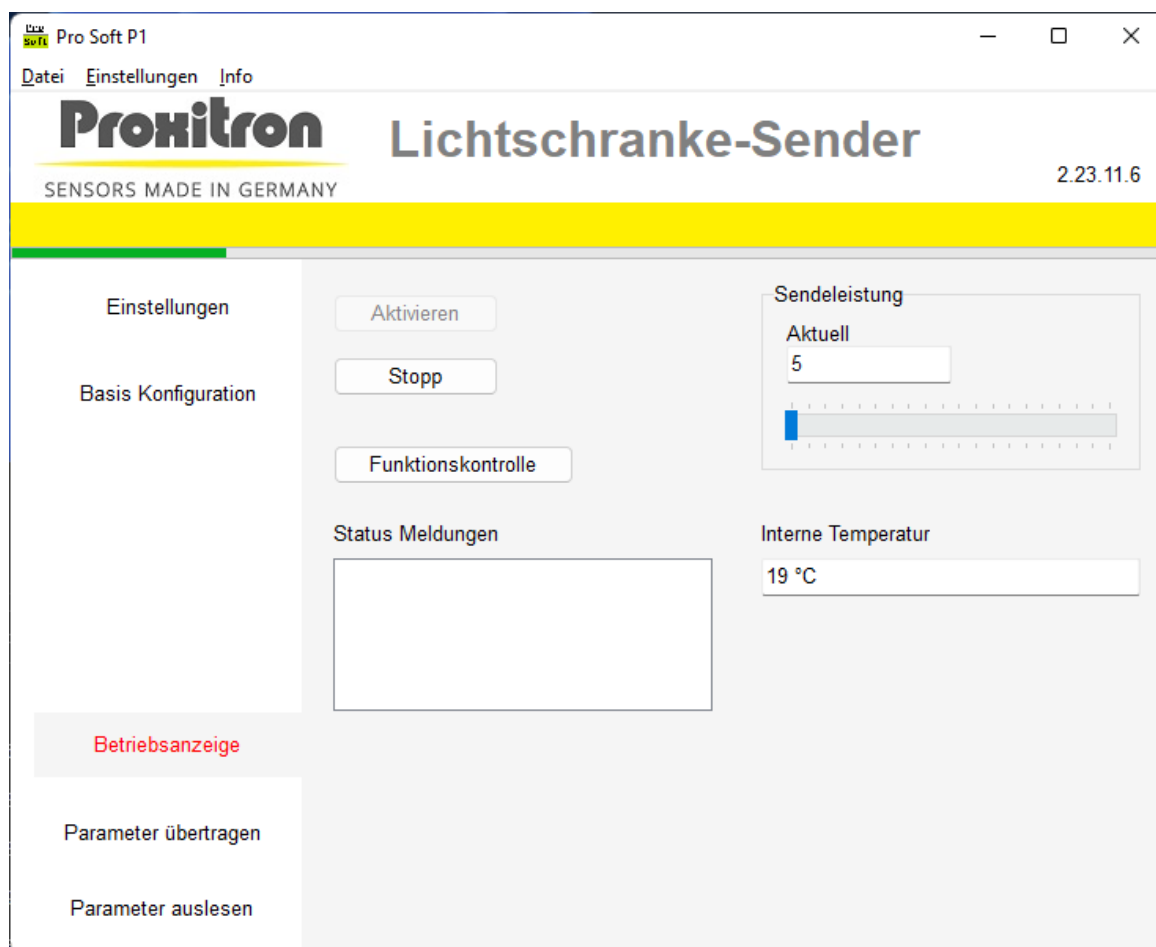 Pro Soft P1
Datei Einstellungen Info
Proxitron
SENSORS MADE IN GERMANY
Lichtschranke-Sender
2.23.11.6
Einstellungen
Basis Konfiguration
Betriebsanzeige
Parameter übertragen
Parameter auslesen
Aktivieren
Stopp
Funktionskontrolle
Status Meldungen
Sendeleistung
Aktuell
5
Interne Temperatur
19 °C